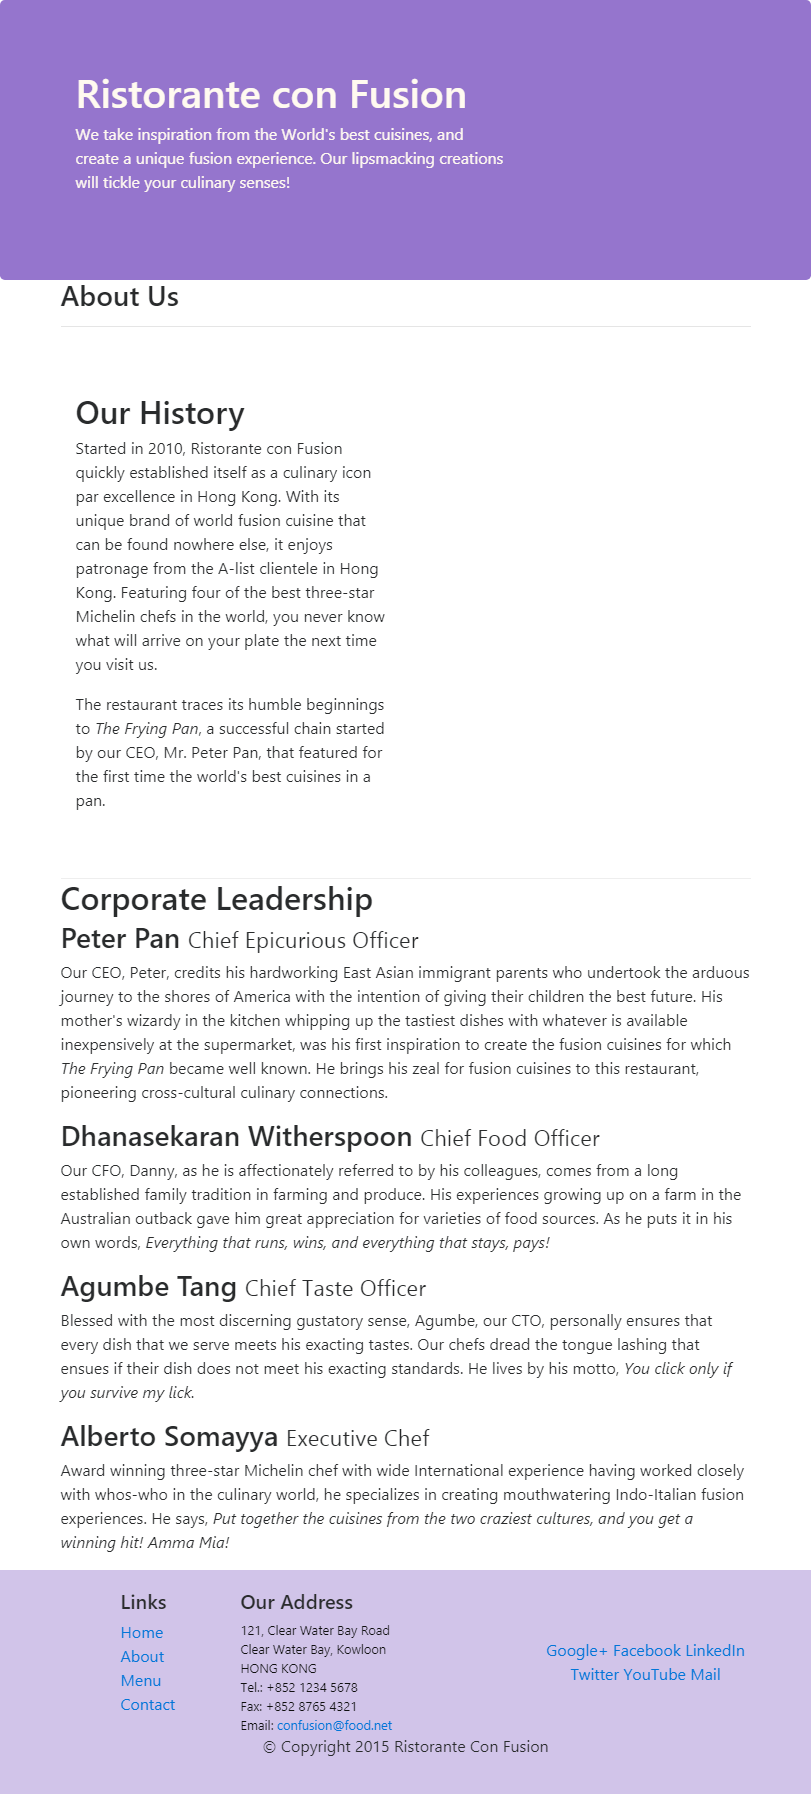 Ristorante con Fusion
We take inspiration from the World's best cuisines, and
create a unique fusion experience. Our lipsmacking creations
will tickle your culinary senses!
About Us
Our History
Started in 2010, Ristorante con Fusion
quickly established itself as a culinary icon
par excellence in Hong Kong. With its
unique brand of world fusion cuisine that
can be found nowhere else, it enjoys
patronage from the A-list clientele in Hong
Kong. Featuring four of the best three-star
Michelin chefs in the world, you never know
what will arrive on your plate the next time
you visit us.
The restaurant traces its humble beginnings
to The Frying Pan, a successful chain started
by our CEO, Mr. Peter Pan, that featured for
the first time the world's best cuisines in a
pan.
Corporate Leadership
Peter Pan Chief Epicurious Officer
Our CEO, Peter, credits his hardworking East Asian immigrant parents who undertook the arduous
journey to the shores of America with the intention of giving their children the best future. His
mother's wizardy in the kitchen whipping up the tastiest dishes with whatever is available
inexpensively at the supermarket, was his first inspiration to create the fusion cuisines for which
The Frying Pan became well known. He brings his zeal for fusion cuisines to this restaurant,
pioneering cross-cultural culinary connections.
Dhanasekaran Witherspoon Chief Food Officer
Our CFO, Danny, as he is affectionately referred to by his colleagues, comes from a long
established family tradition in farming and produce. His experiences growing up on a farm in the
Australian outback gave him great appreciation for varieties of food sources. As he puts it in his
own words, Everything that runs, wins, and everything that stays, pays!
Agumbe Tang Chief Taste Officer
Blessed with the most discerning gustatory sense, Agumbe, our CTO, personally ensures that
every dish that we serve meets his exacting tastes. Our chefs dread the tongue lashing that
ensues if their dish does not meet his exacting standards. He lives by his motto, You click only if
you survive my lick.
Alberto Somayya Executive Chef
Award winning three-star Michelin chef with wide International experience having worked closely
with whos-who in the culinary world, he specializes in creating mouthwatering Indo-Italian fusion
experiences. He says, Put together the cuisines from the two craziest cultures, and you get a
winning hit! Amma Mia!
Links
Home
About
Menu
Contact
Our Address
121, Clear Water Bay Road
Clear Water Bay, Kowloon
HONG KONG
Tel.: +852 1234 5678
Fax: +852 8765 4321
Email: confusion@food.net
Google+ Facebook LinkedIn
Twitter YouTube Mail
© Copyright 2015 Ristorante Con Fusion